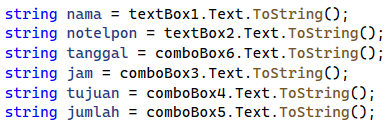 string nama = textBox1.Text.ToString();
string notelpon = textBox2.Text.ToString();
string tanggal = comboBox6.Text.ToString();
string jam = comboBox3.Text.ToString();
string tujuan = comboBox4.Text.ToString();
string jumlah = comboBox5.Text.ToString();